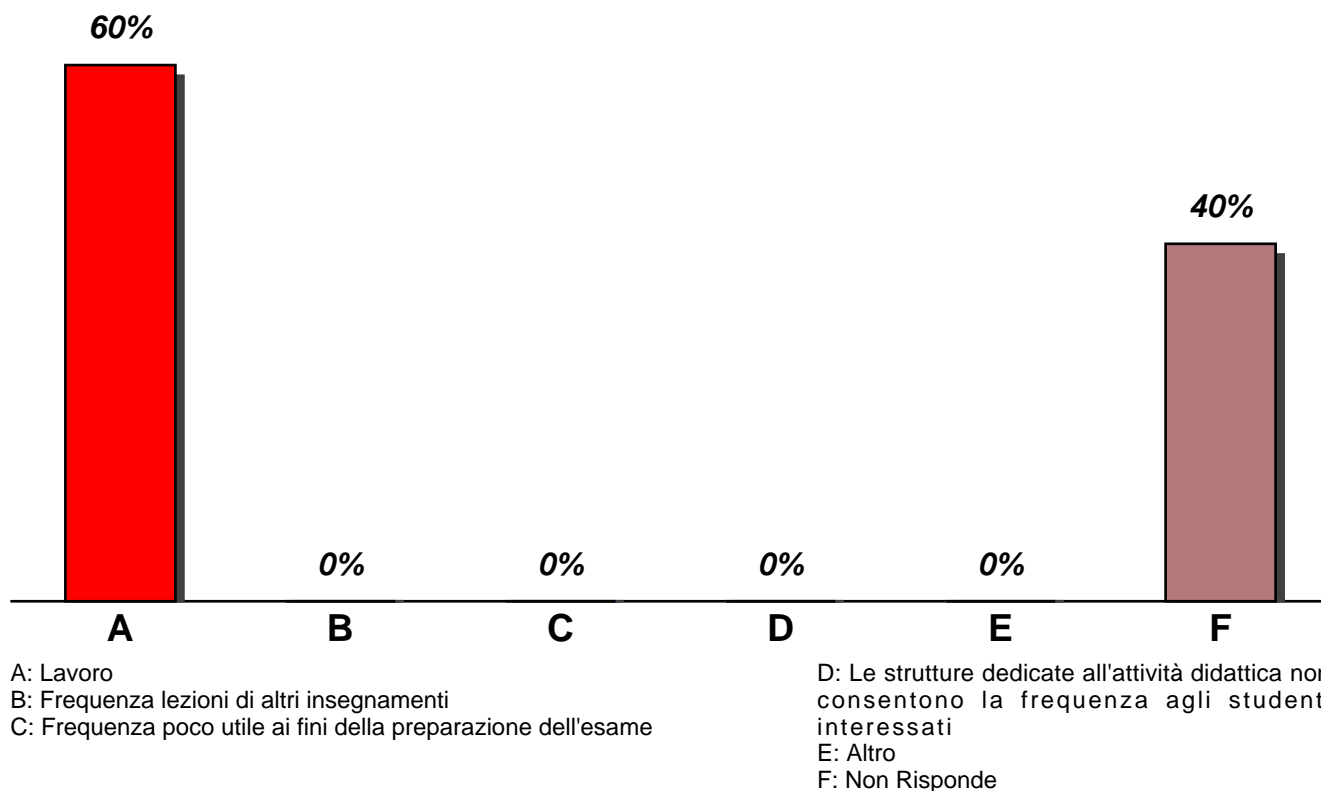 60%
40%
0% 0% 0% 0%
A B C D E F
A: Lavoro
B: Frequenza lezioni di altri insegnamenti
C: Frequenza poco utile ai fini della preparazione dell'esame
D: Le strutture dedicate all'attività didattica non
consentono la frequenza agli student
interessati
E: Altro
F: Non Risponde